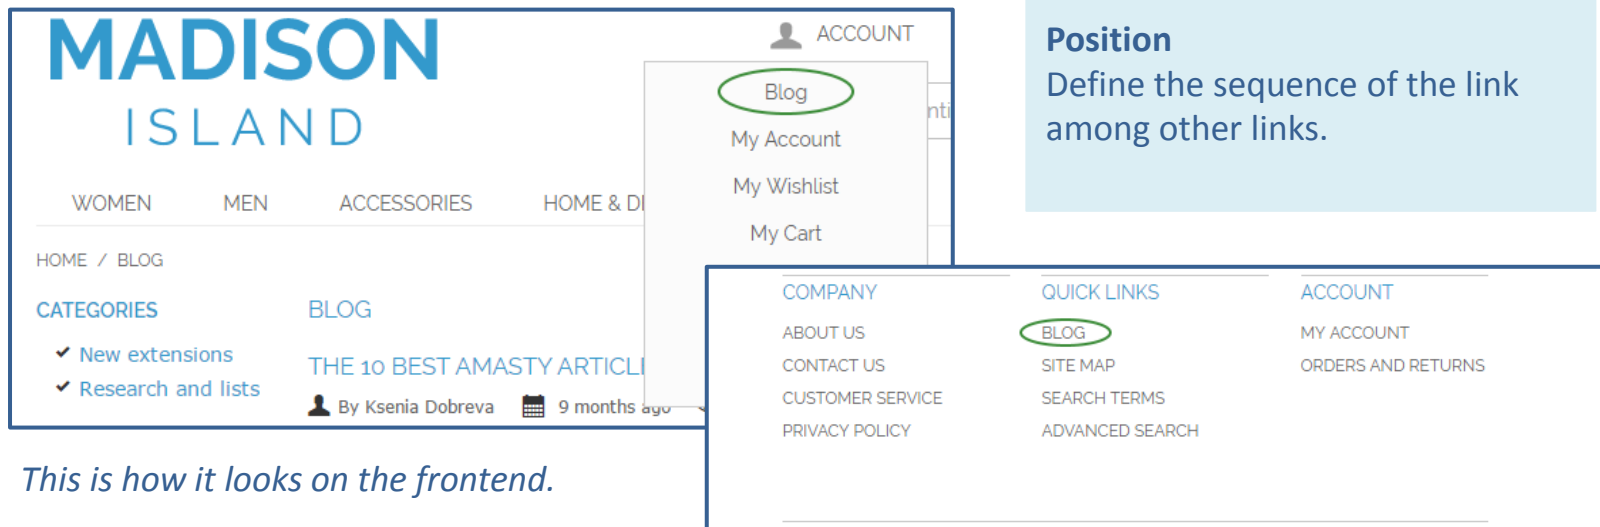 MADISON
ISLAND
ACCOUNT
Blog
My Account
My Wishlist
My Cart
WOMEN MEN ACCESSORIES HOME & D
HOME / BLOG
CATEGORIES
New extensions
Research and lists
BLOG
THE 10 BEST AMASTY ARTICL
By Ksenia Dobreva 9 months ago
Position
Define the sequence of the link
among other links.
COMPANY
ABOUT US
CONTACT US
CUSTOMER SERVICE
PRIVACY POLICY
QUICK LINKS
BLOG
SITE MAP
SEARCH TERMS
ADVANCED SEARCH
ACCOUNT
MY ACCOUNT
ORDERS AND RETURNS
This is how it looks on the frontend.